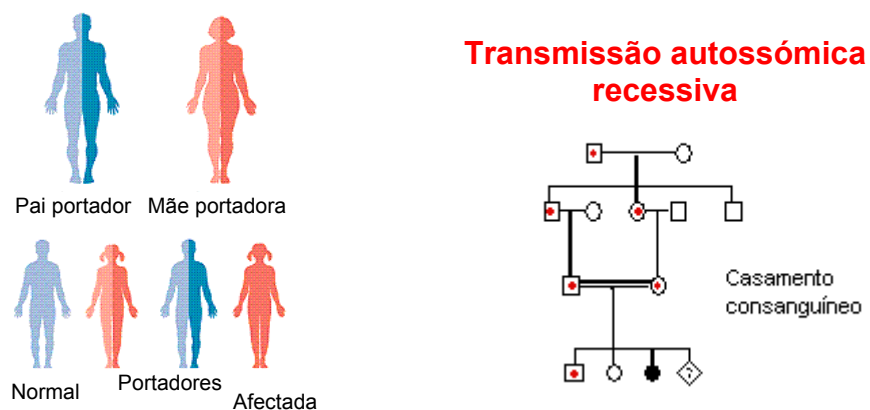 Transmissão autossómica
recessiva
Pai portador
Mãe portadora
Normal
Portadores
Afectada
Casamento
consanguíneo
?